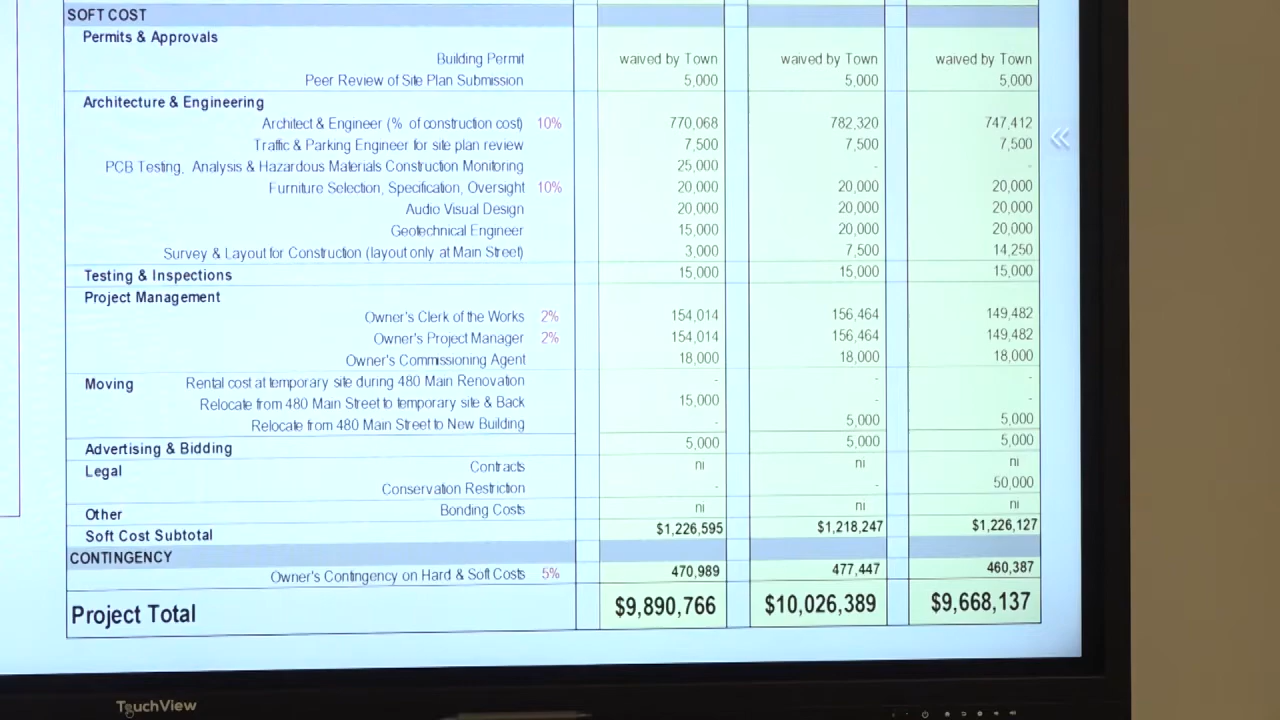 SOFT COST
Permits & Approvals
Building Permit waived by Town waived by Town waived by Town
Peer Review of Site Plan Submission 5,000 5,000 5,000
Architecture & Engineering
Architect & Engineer (% of construction cost) 10% 770,068 782,320 747,412
Traffic & Parking Engineer for site plan review 7,500 7,500 7,500
PCB Testing, Analysis & Hazardous Materials Construction Monitoring 25,000 - -
Furniture Selection, Specification, Oversight 10% 20,000 20,000 20,000
Audio Visual Design 20,000 20,000 20,000
Geotechnical Engineer 15,000 20,000 20,000
Survey & Layout for Construction (layout only at Main Street) 3,000 7,500 14,250
Testing & Inspections 15,000 15,000 15,000
Project Management
Owner's Clerk of the Works 2% 154,014 156,464 149,482
Owner's Project Manager 2% 154,014 156,464 149,482
Owner's Commissioning Agent 18,000 18,000 18,000
Moving Rental cost at temporary site during 480 Main Renovation - - -
Relocate from 480 Main Street to temporary site & Back 15,000 - -
Relocate from 480 Main Street to New Building - 5,000 5,000
Advertising & Bidding 5,000 5,000 5,000
Legal Contracts ni ni ni
Conservation Restriction - - 50,000
Other Bonding Costs ni ni ni
Soft Cost Subtotal $1,226,595 $1,218,247 $1,226,127
CONTINGENCY
Owner's Contingency on Hard & Soft Costs 5% 470,989 477,447 460,387
Project Total $9,890,766 $10,026,389 $9,668,137
TouchView